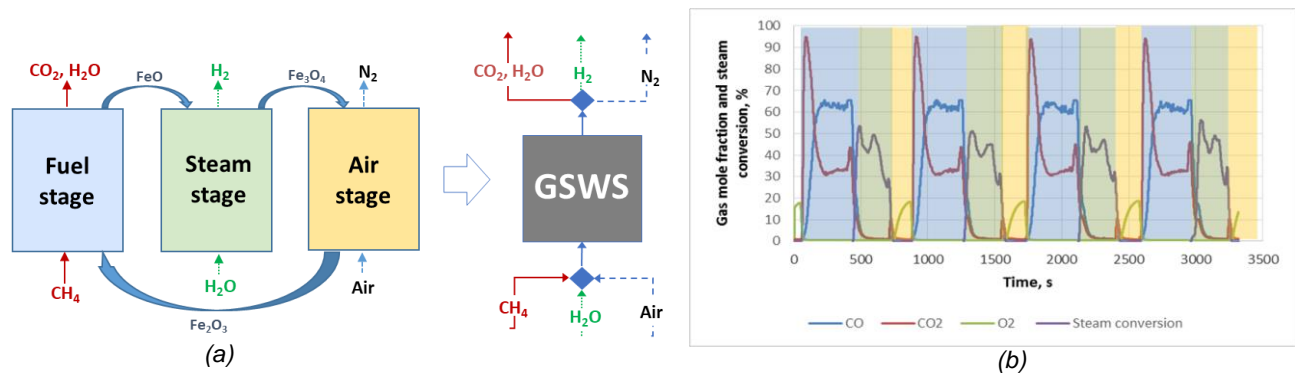 CO2, H2O
FeO
H2
Fe3O4
N2
Fuel
stage
Steam
stage
Air
stage
CH4
H2O
Air
Fe2O3
(a)
CO2, H2O
H2
N2
GSWS
CH4
H2O
Air
(b)
Gas mole fraction and steam
conversion, %
100
90
80
70
60
50
40
30
20
10
0
0 500 1000 1500 2000 2500 3000 3500
Time, s
CO CO2 O2 Steam conversion